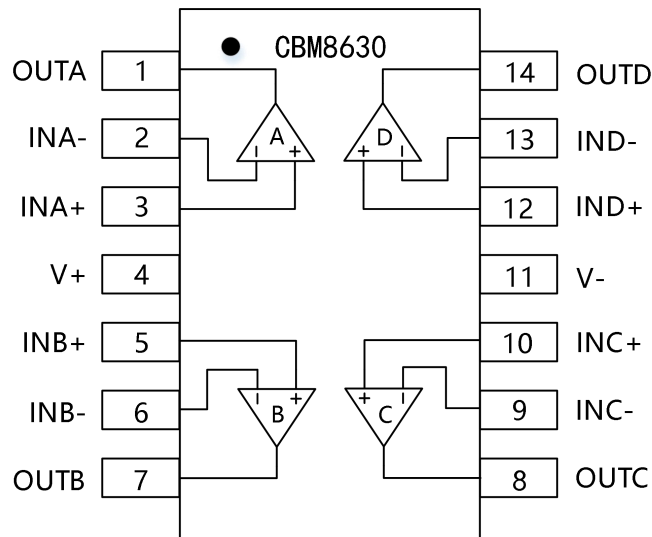 CBM8630
OUTA 1 14 OUTD
INA- 2 A D 13 IND-
- + + -
INA+ 3 12 IND+
V+ 4 11 V-
INB+ 5 10 INC+
- + + -
INB- 6 B C 9 INC-
OUTB 7 8 OUTC